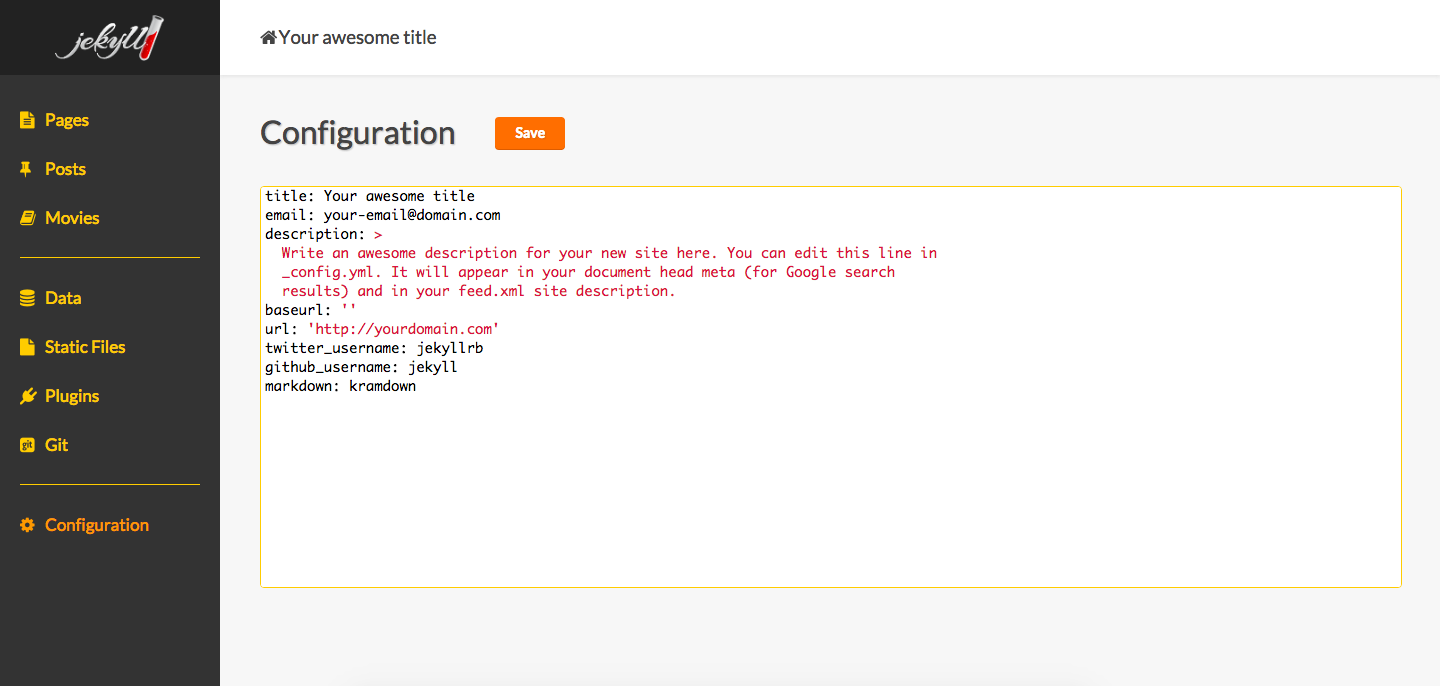 jekyll
Your awesome title
Pages
Posts
Movies
Data
Static Files
Plugins
git
Git
Configuration
Configuration
Save
title: Your awesome title
email: your-email@domain.com
description: >
  Write an awesome description for your new site here. You can edit this line in
  _config.yml. It will appear in your document head meta (for Google search
  results) and in your feed.xml site description.
baseurl: ''
url: 'http://yourdomain.com'
twitter_username: jekyllrb
github_username: jekyll
markdown: kramdown